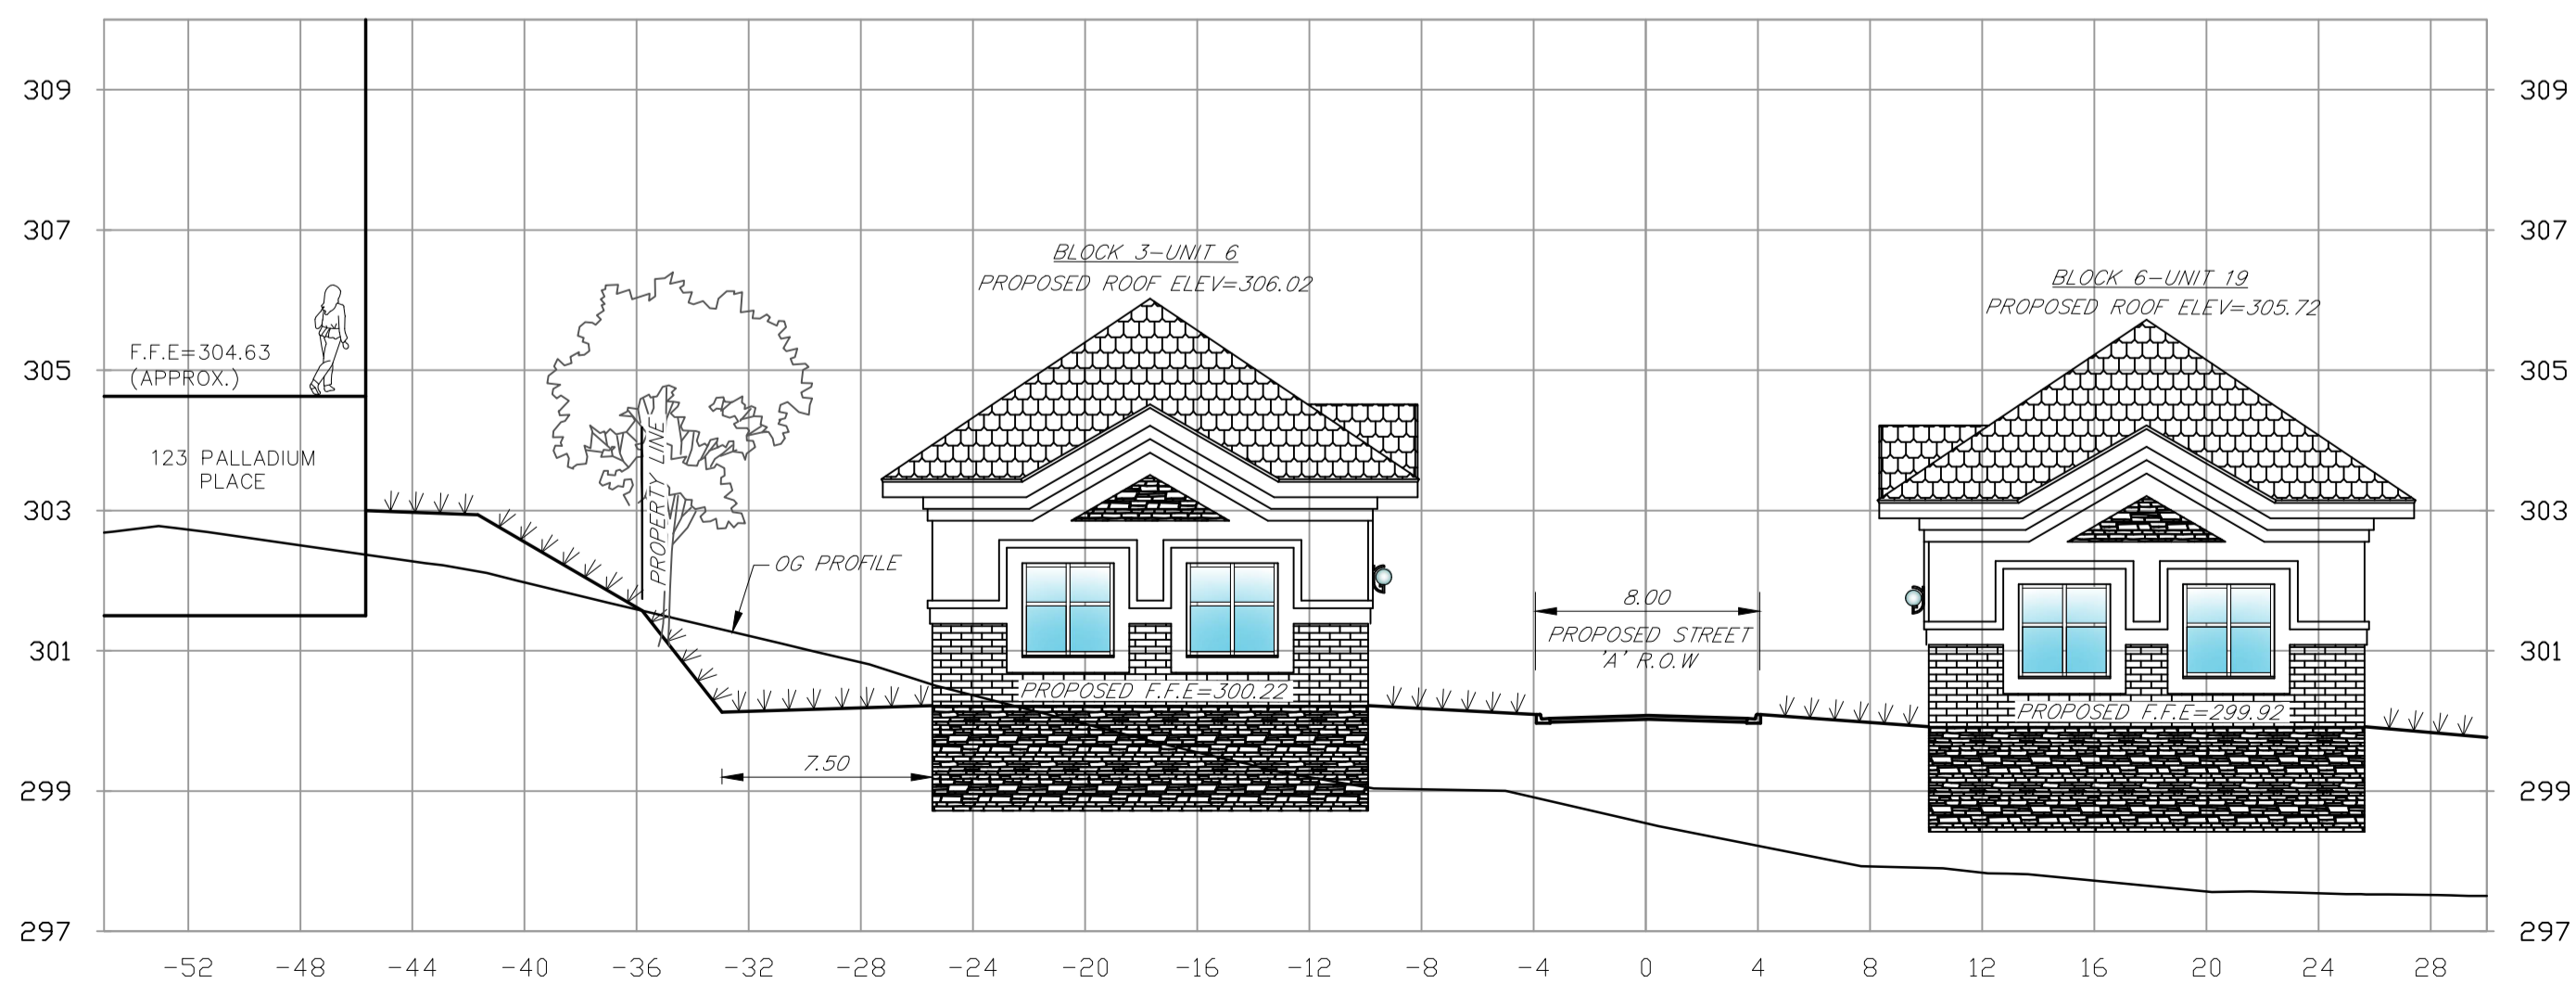 309
309
307
307
BLOCK 3-UNIT 6
PROPOSED ROOF ELEV=306.02
BLOCK 6-UNIT 19
PROPOSED ROOF ELEV=305.72
F.F.E=304.63
(APPROX.)
305
305
123 PALLADIUM
PLACE
303
303
PROPERTY LINE
OG PROFILE
8.00
PROPOSED STREET
'A' R.O.W
301
301
PROPOSED F.F.E=300.22
PROPOSED F.F.E=299.92
7.50
299
299
297
297
-52 -48 -44 -40 -36 -32 -28 -24 -20 -16 -12 -8 -4 0 4 8 12 16 20 24 28